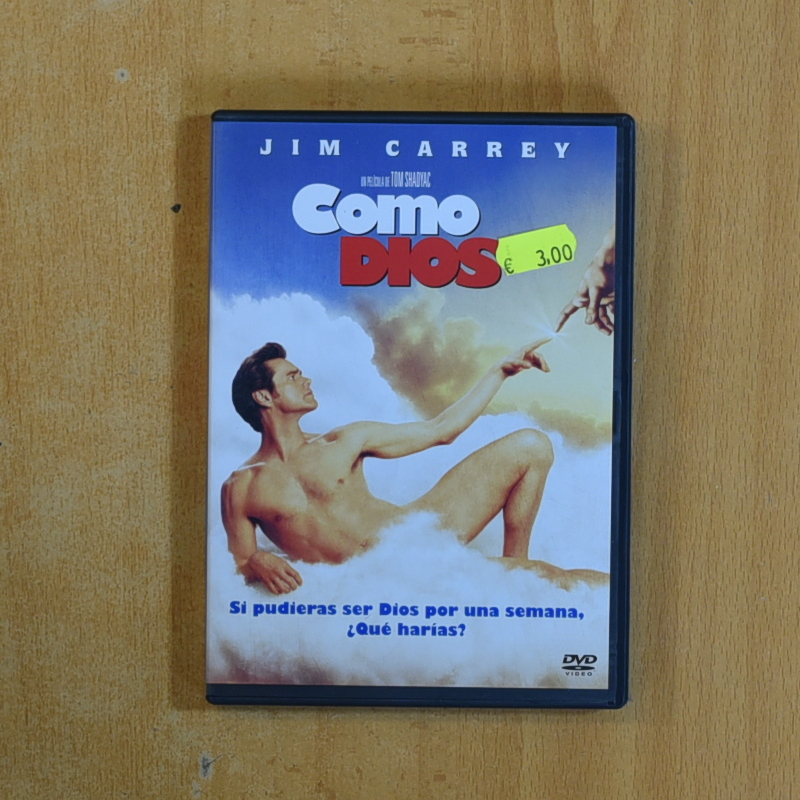 JIM CARREY
UN PELÍCULA DE TOM SHADYAC
Como
DIOS
€ 3,00
Si pudieras ser Dios por una semana,
¿Qué harías?
DVD
VIDEO